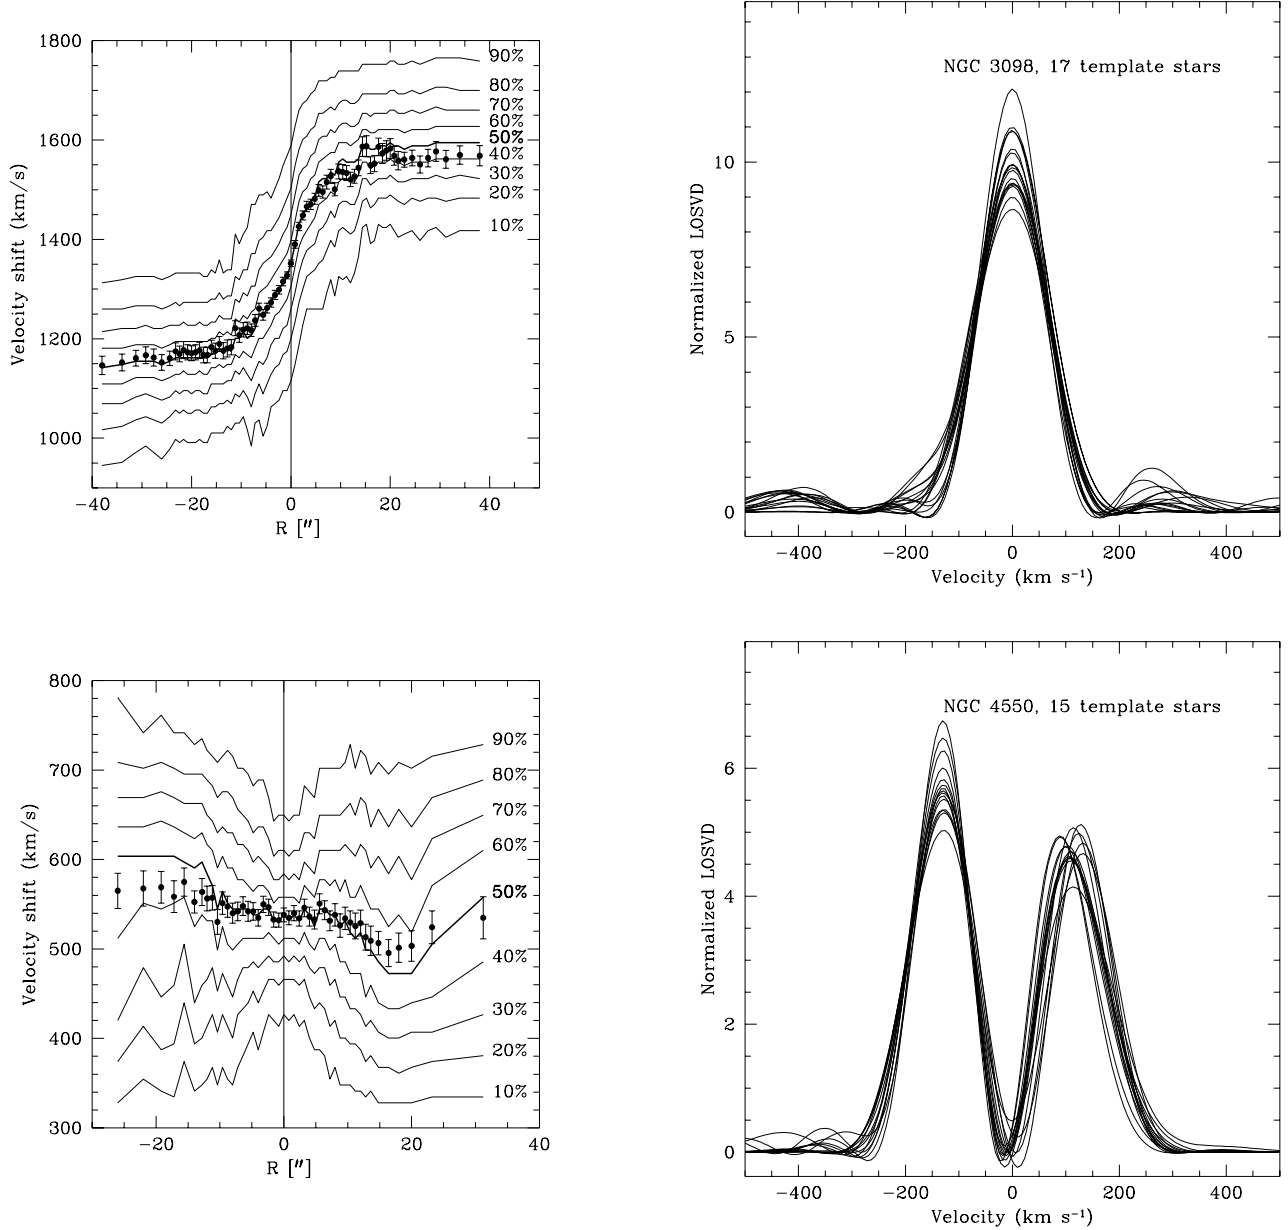 1800
1600
1400
1200
1000
Velocity shift (km/s)
90%
80%
70%
60%
50%
40%
30%
20%
10%
−40 −20 0 20 40
R ["]
NGC 3098, 17 template stars
10
5
0
Normalized LOSVD
−400 −200 0 200 400
Velocity (km s⁻¹)
800
700
600
500
400
300
Velocity shift (km/s)
90%
80%
70%
60%
50%
40%
30%
20%
10%
−20 0 20 40
R ["]
NGC 4550, 15 template stars
6
4
2
0
Normalized LOSVD
−400 −200 0 200 400
Velocity (km s⁻¹)